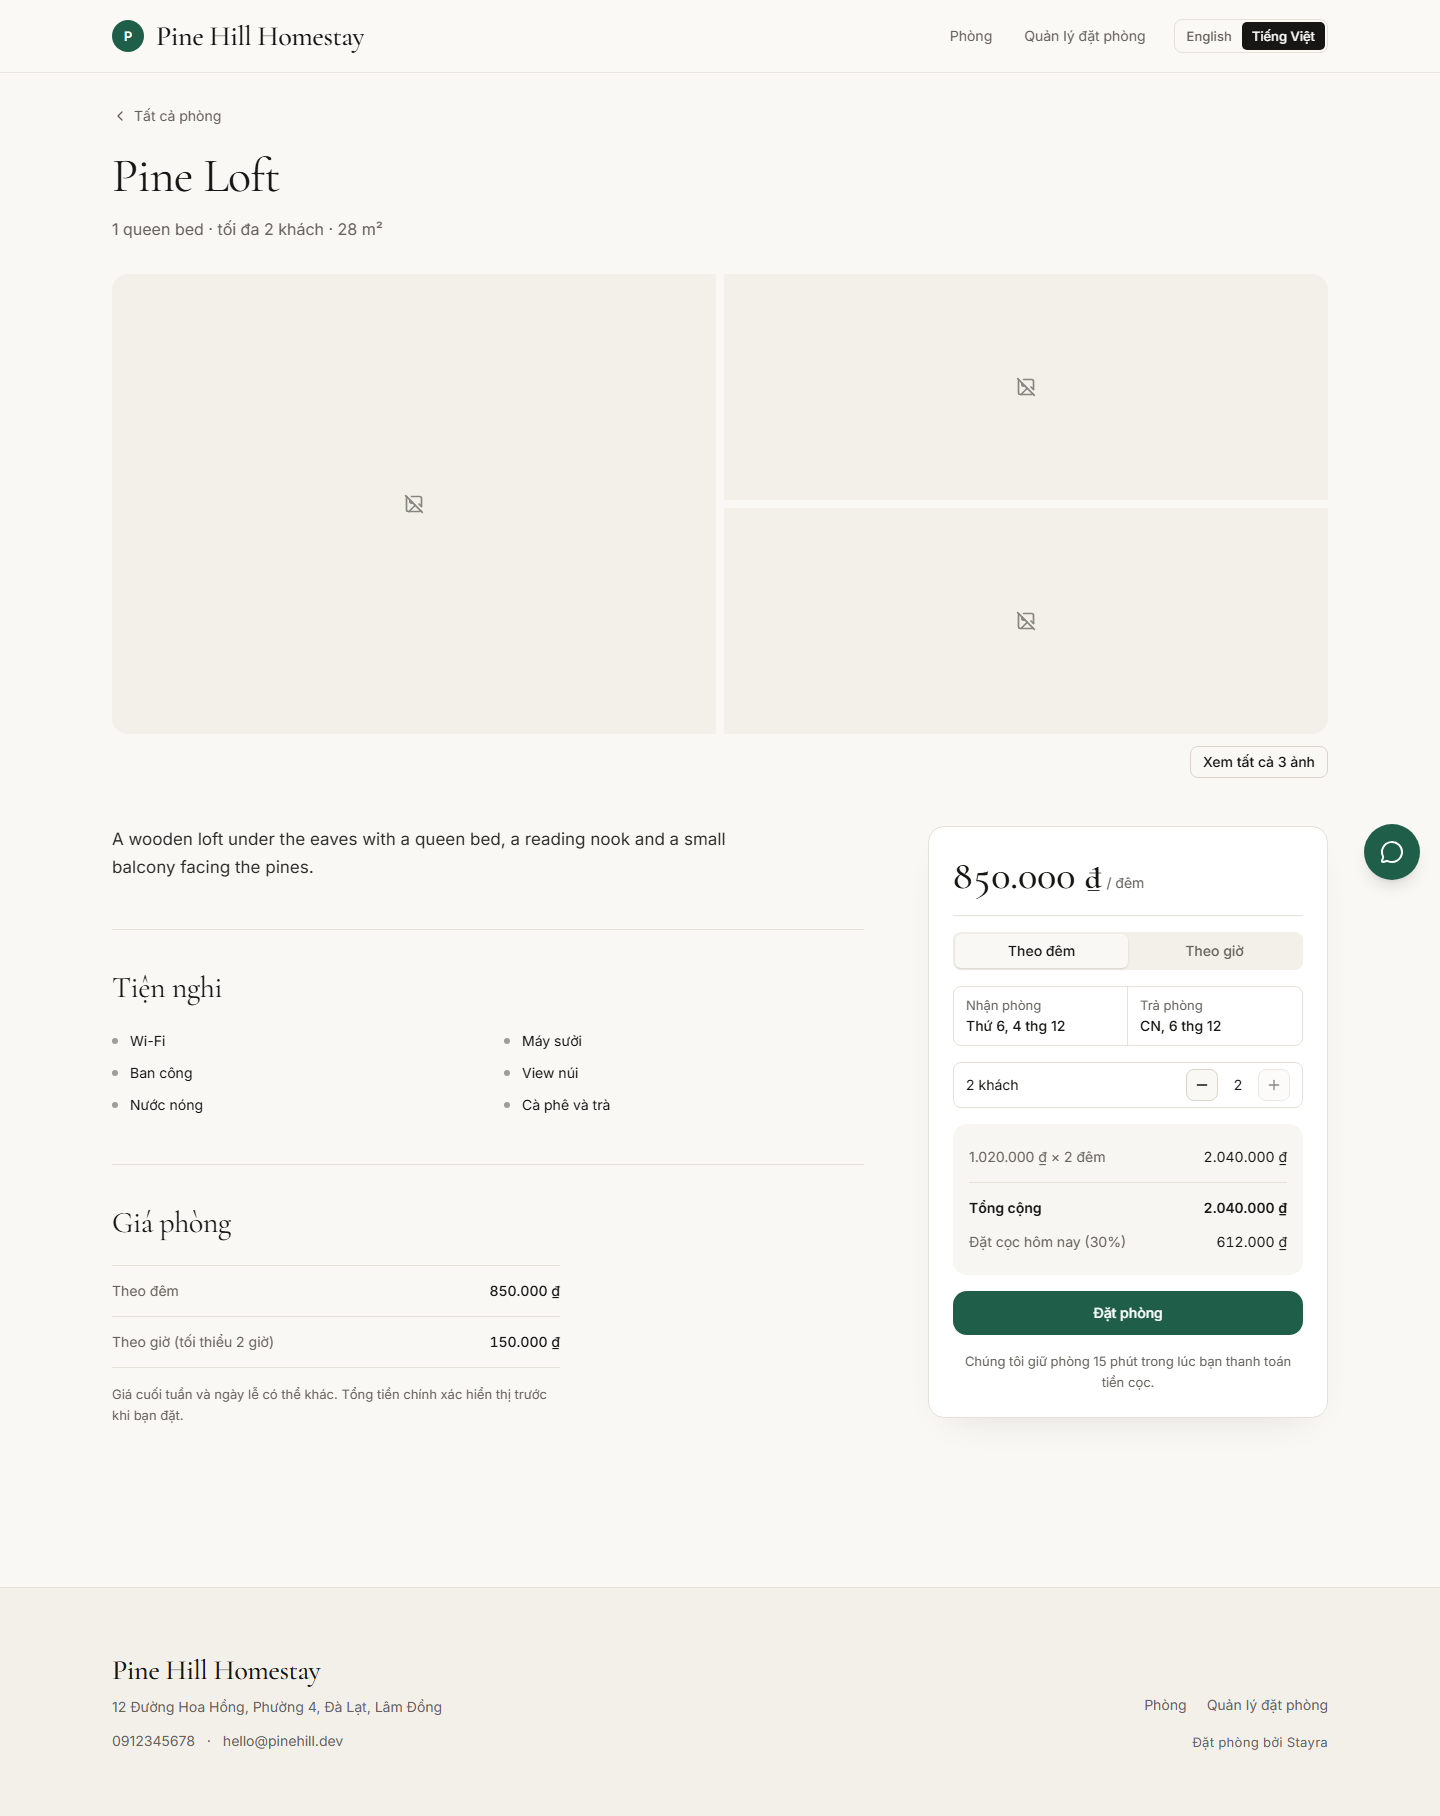 P
Pine Hill Homestay
Phòng
Quản lý đặt phòng
English
Tiếng Việt
Tất cả phòng
Pine Loft
1 queen bed · tối đa 2 khách · 28 m²
Xem tất cả 3 ảnh
A wooden loft under the eaves with a queen bed, a reading nook and a small
balcony facing the pines.
Tiện nghi
Wi-Fi
Máy sưởi
Ban công
View núi
Nước nóng
Cà phê và trà
Giá phòng
Theo đêm
850.000 ₫
Theo giờ (tối thiểu 2 giờ)
150.000 ₫
Giá cuối tuần và ngày lễ có thể khác. Tổng tiền chính xác hiển thị trước
khi bạn đặt.
850.000 ₫ / đêm
Theo đêm
Theo giờ
Nhận phòng
Thứ 6, 4 thg 12
Trả phòng
CN, 6 thg 12
2 khách
2
1.020.000 ₫ × 2 đêm
2.040.000 ₫
Tổng cộng
2.040.000 ₫
Đặt cọc hôm nay (30%)
612.000 ₫
Đặt phòng
Chúng tôi giữ phòng 15 phút trong lúc bạn thanh toán
tiền cọc.
Pine Hill Homestay
12 Đường Hoa Hồng, Phường 4, Đà Lạt, Lâm Đồng
0912345678 · hello@pinehill.dev
Phòng
Quản lý đặt phòng
Đặt phòng bởi Stayra